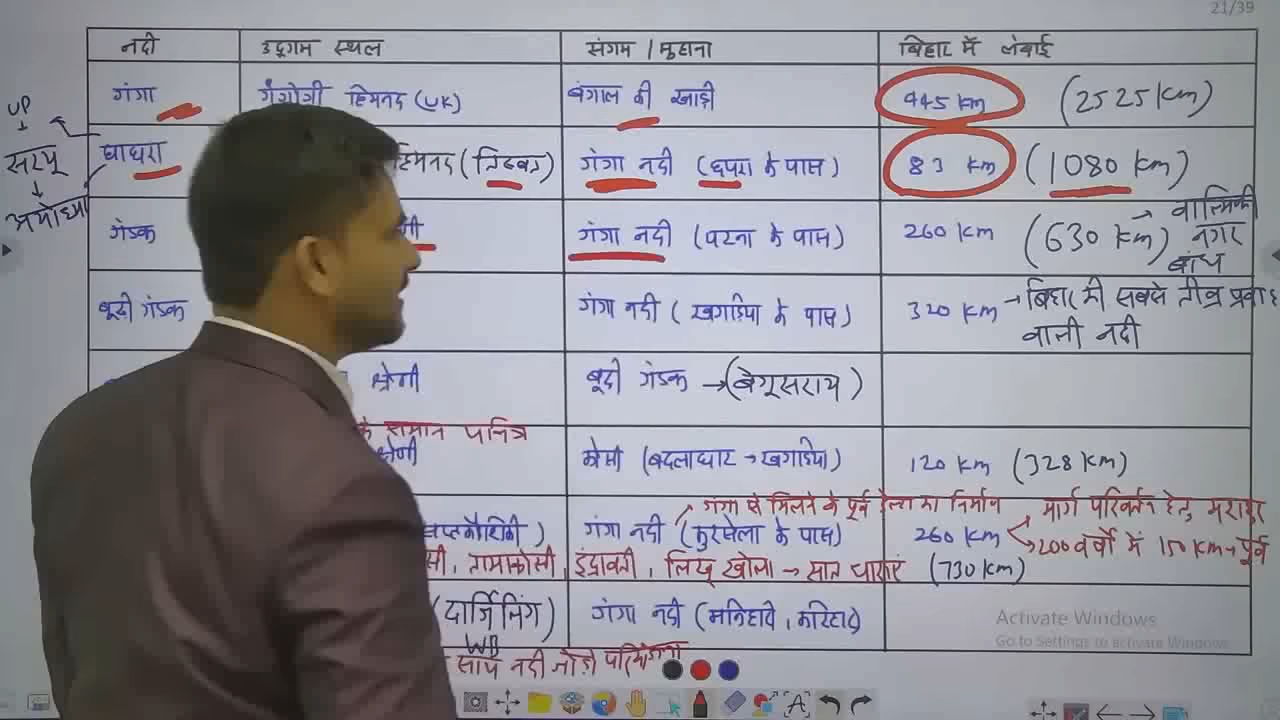 21/39
नदी उद्गम स्थल संगम / मुहाना बिहार में लंबाई
गंगा गंगोत्री हिमनद (UK) बंगाल की खाड़ी 445 km (2525 km)
UP
सरयू
अयोध्या
घाघरा हिमनद ( गंगा नदी (छपरा के पास) 83 km (1080 km)
गंडक गंगा नदी (पटना के पास) 260 km (630 km) → वाल्मिकी
नगर
बांध
बूढ़ी गंडक गंगा नदी ( खगड़िया के पास) 320 km → बिहार की सबसे तीव्र प्रवाह
वाली नदी
श्रेणी बूढ़ी गंडक → (बेगूसराय)
के समान पवित्र
श्रेणी कोसी (बदलाघाट → खगड़िया) 120 km (328 km)
गंगा से मिलने के पूर्व डेल्टा का निर्माण मार्ग परिवर्तन हेतु मशहूर
सप्तकौशिकी ) गंगा नदी (कुरसेला के पास) 260 km → 200 वर्षों में 150 km → पूर्व
सी, तामाकोसी, इंद्रावती, लिखू खोला → सात धाराएं (730 km)
(दार्जिलिंग) गंगा नदी (मनिहारी, कटिहार)
WB
साथ नदी जोड़ो परियोजना
Activate Windows
Go to Settings to activate Windows